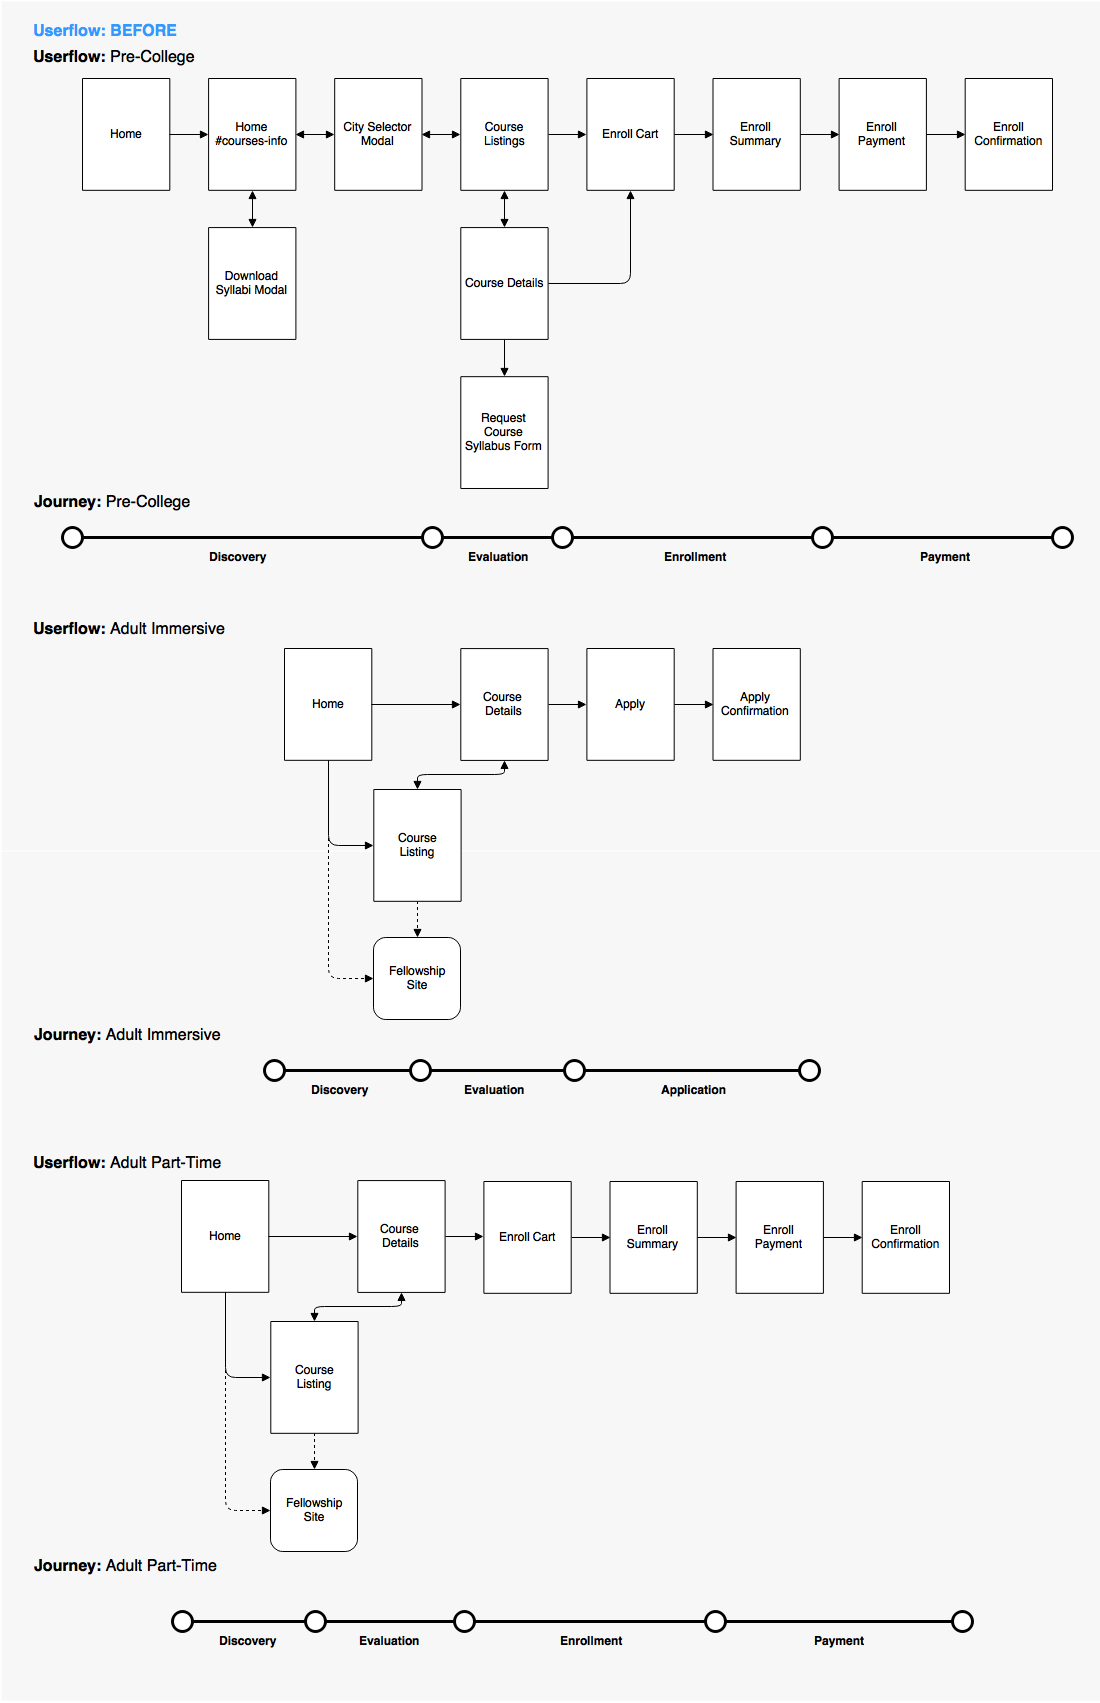 Userflow: BEFORE
Userflow: Pre-College
Home
Home
#courses-info
City Selector
Modal
Course
Listings
Enroll Cart
Enroll
Summary
Enroll
Payment
Enroll
Confirmation
Download
Syllabi Modal
Course Details
Request
Course
Syllabus Form
Journey: Pre-College
Discovery
Evaluation
Enrollment
Payment
Userflow: Adult Immersive
Home
Course
Details
Apply
Apply
Confirmation
Course
Listing
Fellowship
Site
Journey: Adult Immersive
Discovery
Evaluation
Application
Userflow: Adult Part-Time
Home
Course
Details
Enroll Cart
Enroll
Summary
Enroll
Payment
Enroll
Confirmation
Course
Listing
Fellowship
Site
Journey: Adult Part-Time
Discovery
Evaluation
Enrollment
Payment